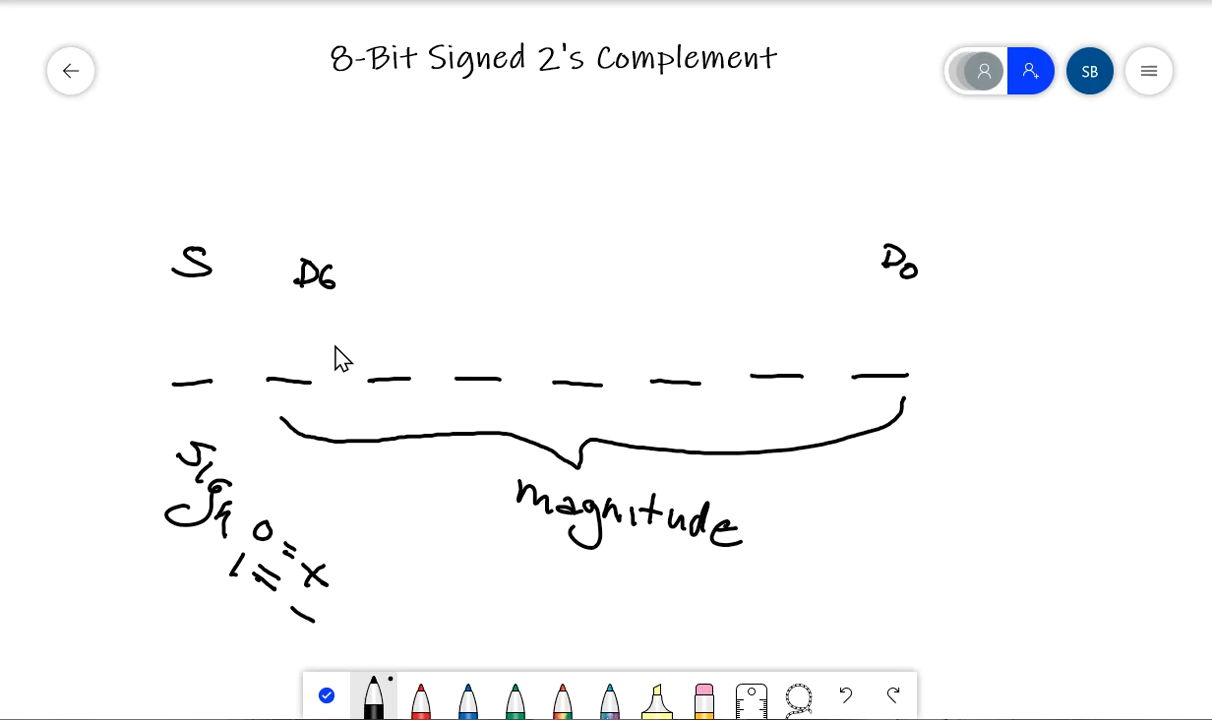 8-Bit Signed 2's Complement
SB
S D6 D0
Sign
magnitude
0 = +
1 = -